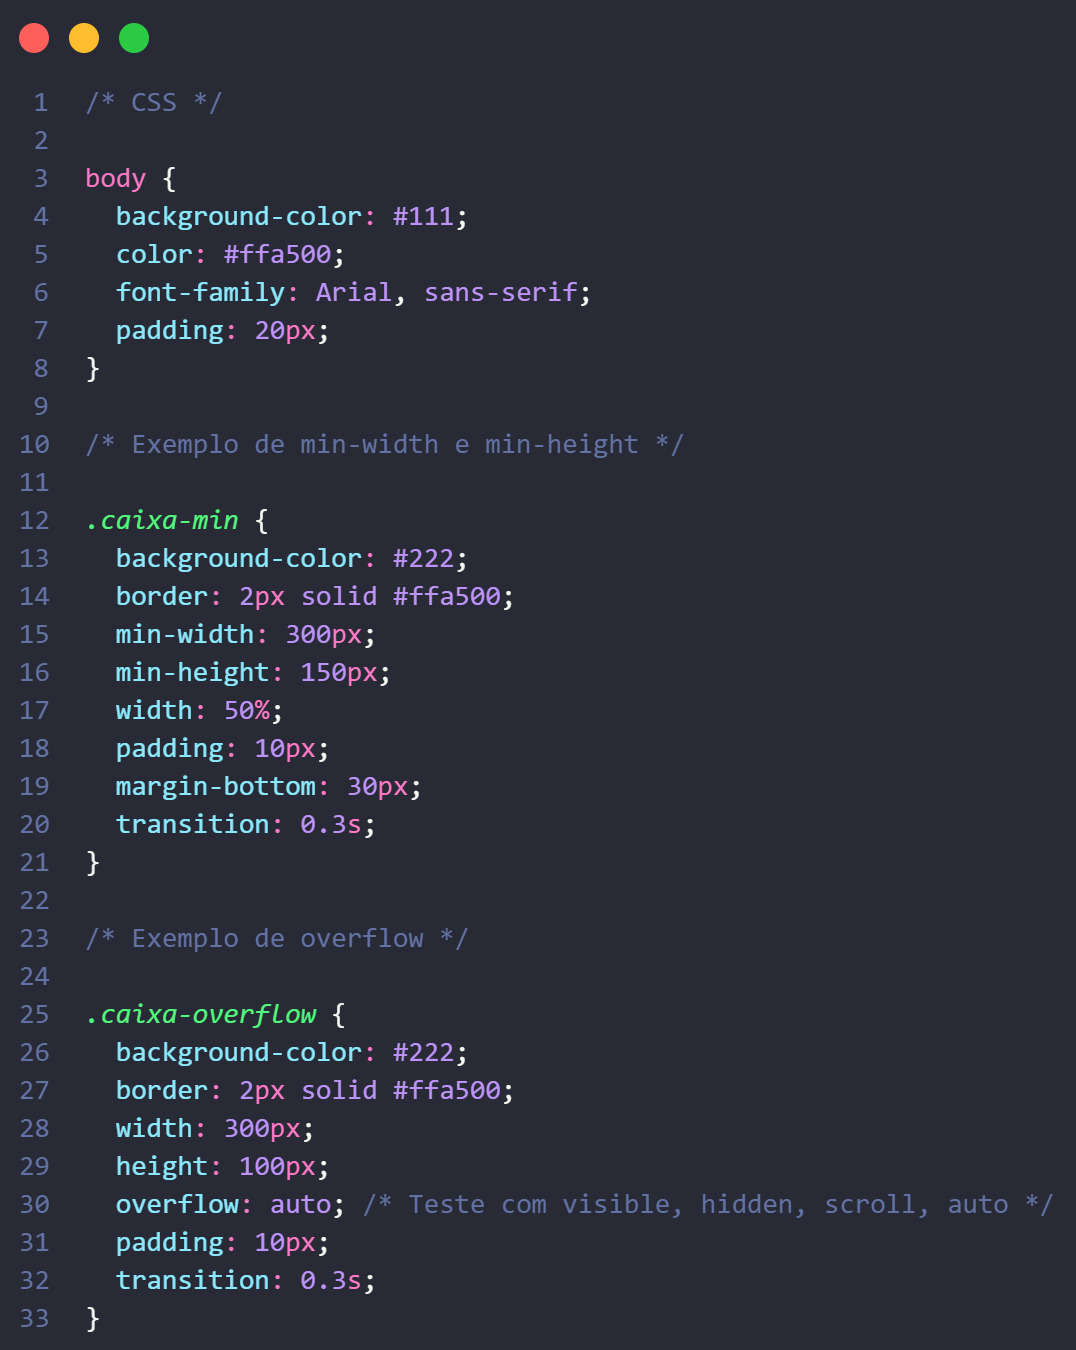 1 /* CSS */
2
3 body {
4   background-color: #111;
5   color: #ffa500;
6   font-family: Arial, sans-serif;
7   padding: 20px;
8 }
9
10 /* Exemplo de min-width e min-height */
11
12 .caixa-min {
13   background-color: #222;
14   border: 2px solid #ffa500;
15   min-width: 300px;
16   min-height: 150px;
17   width: 50%;
18   padding: 10px;
19   margin-bottom: 30px;
20   transition: 0.3s;
21 }
22
23 /* Exemplo de overflow */
24
25 .caixa-overflow {
26   background-color: #222;
27   border: 2px solid #ffa500;
28   width: 300px;
29   height: 100px;
30   overflow: auto; /* Teste com visible, hidden, scroll, auto */
31   padding: 10px;
32   transition: 0.3s;
33 }